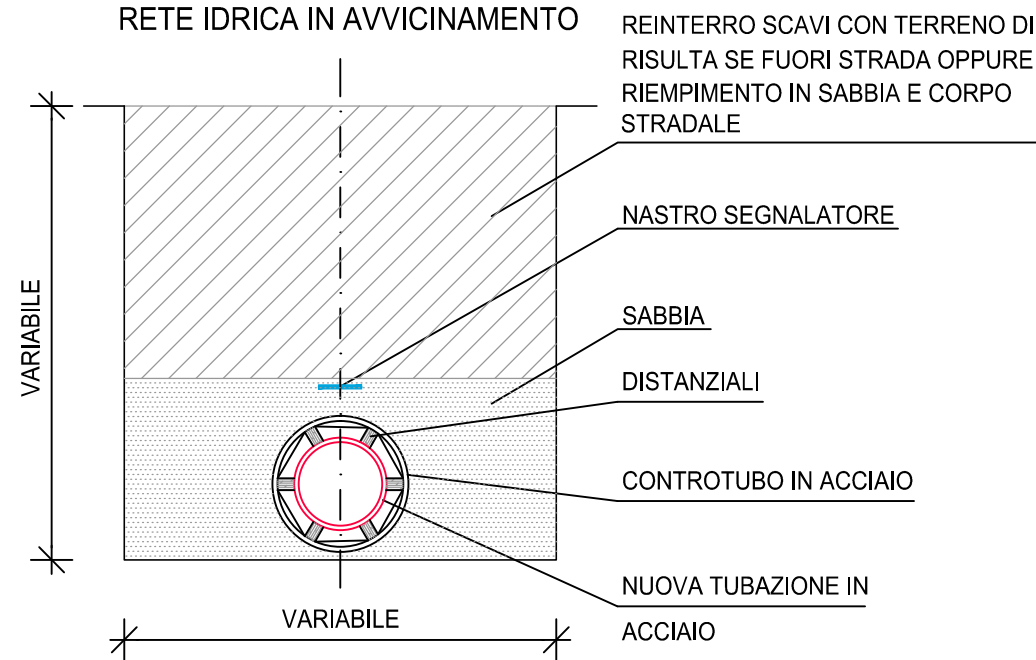 RETE IDRICA IN AVVICINAMENTO
REINTERRO SCAVI CON TERRENO DI
RISULTA SE FUORI STRADA OPPURE
RIEMPIMENTO IN SABBIA E CORPO
STRADALE
NASTRO SEGNALATORE
SABBIA
DISTANZIALI
CONTROTUBO IN ACCIAIO
NUOVA TUBAZIONE IN
ACCIAIO
VARIABILE
VARIABILE